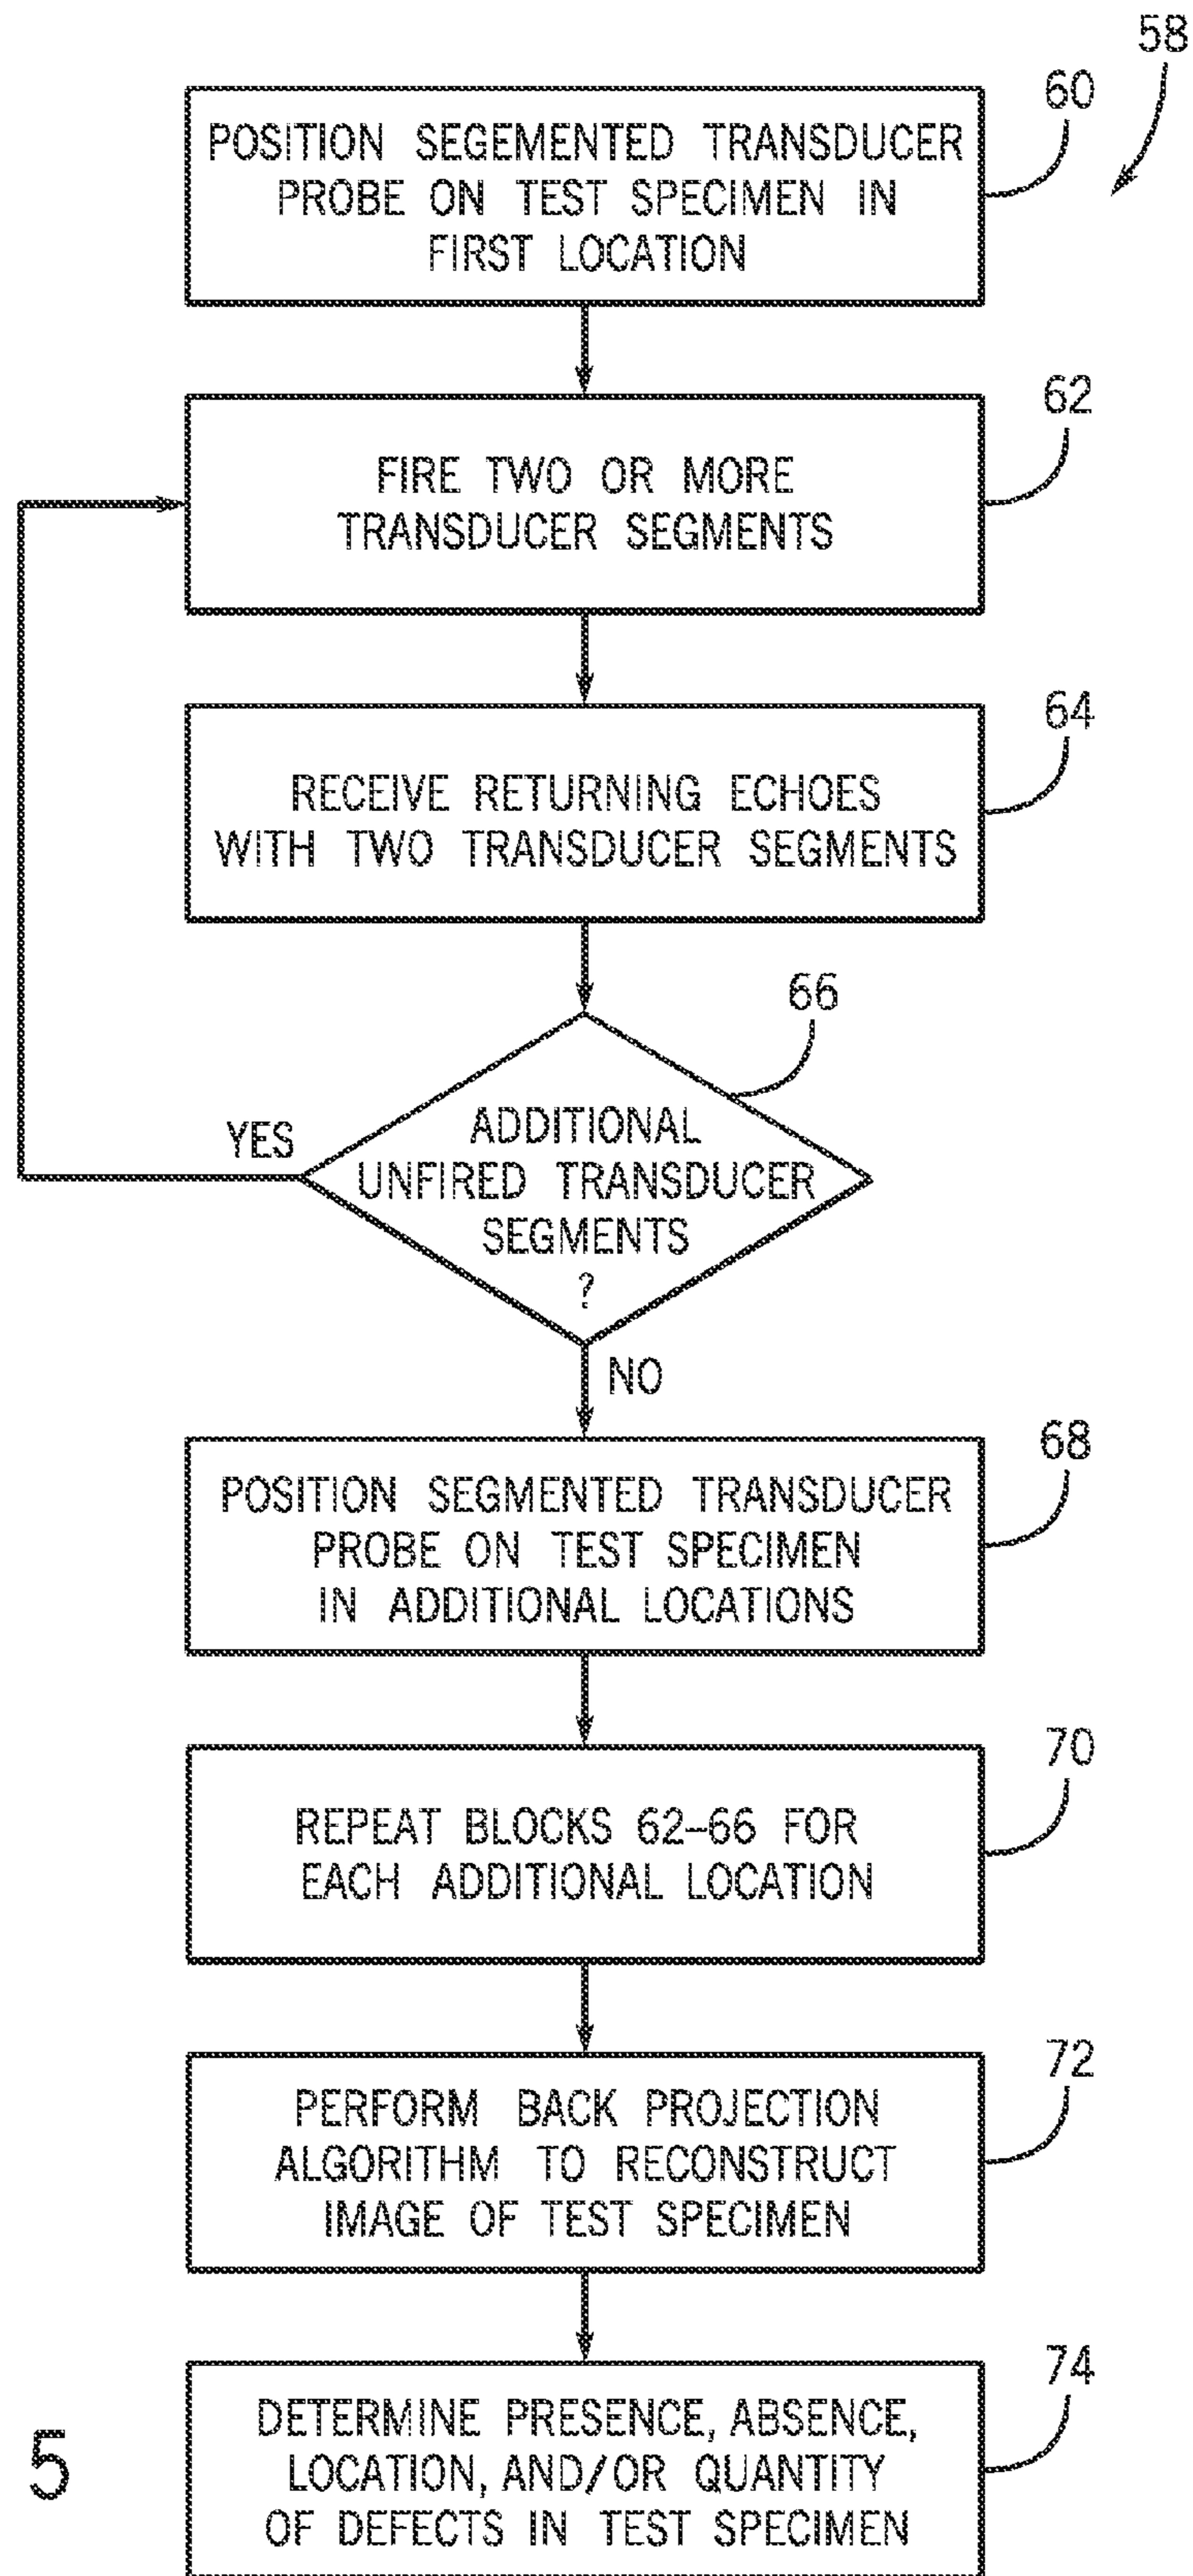 58
60
POSITION SEGEMENTED TRANSDUCER
PROBE ON TEST SPECIMEN IN
FIRST LOCATION
62
FIRE TWO OR MORE
TRANSDUCER SEGMENTS
64
RECEIVE RETURNING ECHOES
WITH TWO TRANSDUCER SEGMENTS
66
ADDITIONAL
UNFIRED TRANSDUCER
SEGMENTS
?
YES
NO
68
POSITION SEGMENTED TRANSDUCER
PROBE ON TEST SPECIMEN
IN ADDITIONAL LOCATIONS
70
REPEAT BLOCKS 62–66 FOR
EACH ADDITIONAL LOCATION
72
PERFORM BACK PROJECTION
ALGORITHM TO RECONSTRUCT
IMAGE OF TEST SPECIMEN
74
DETERMINE PRESENCE, ABSENCE,
LOCATION, AND/OR QUANTITY
OF DEFECTS IN TEST SPECIMEN
5